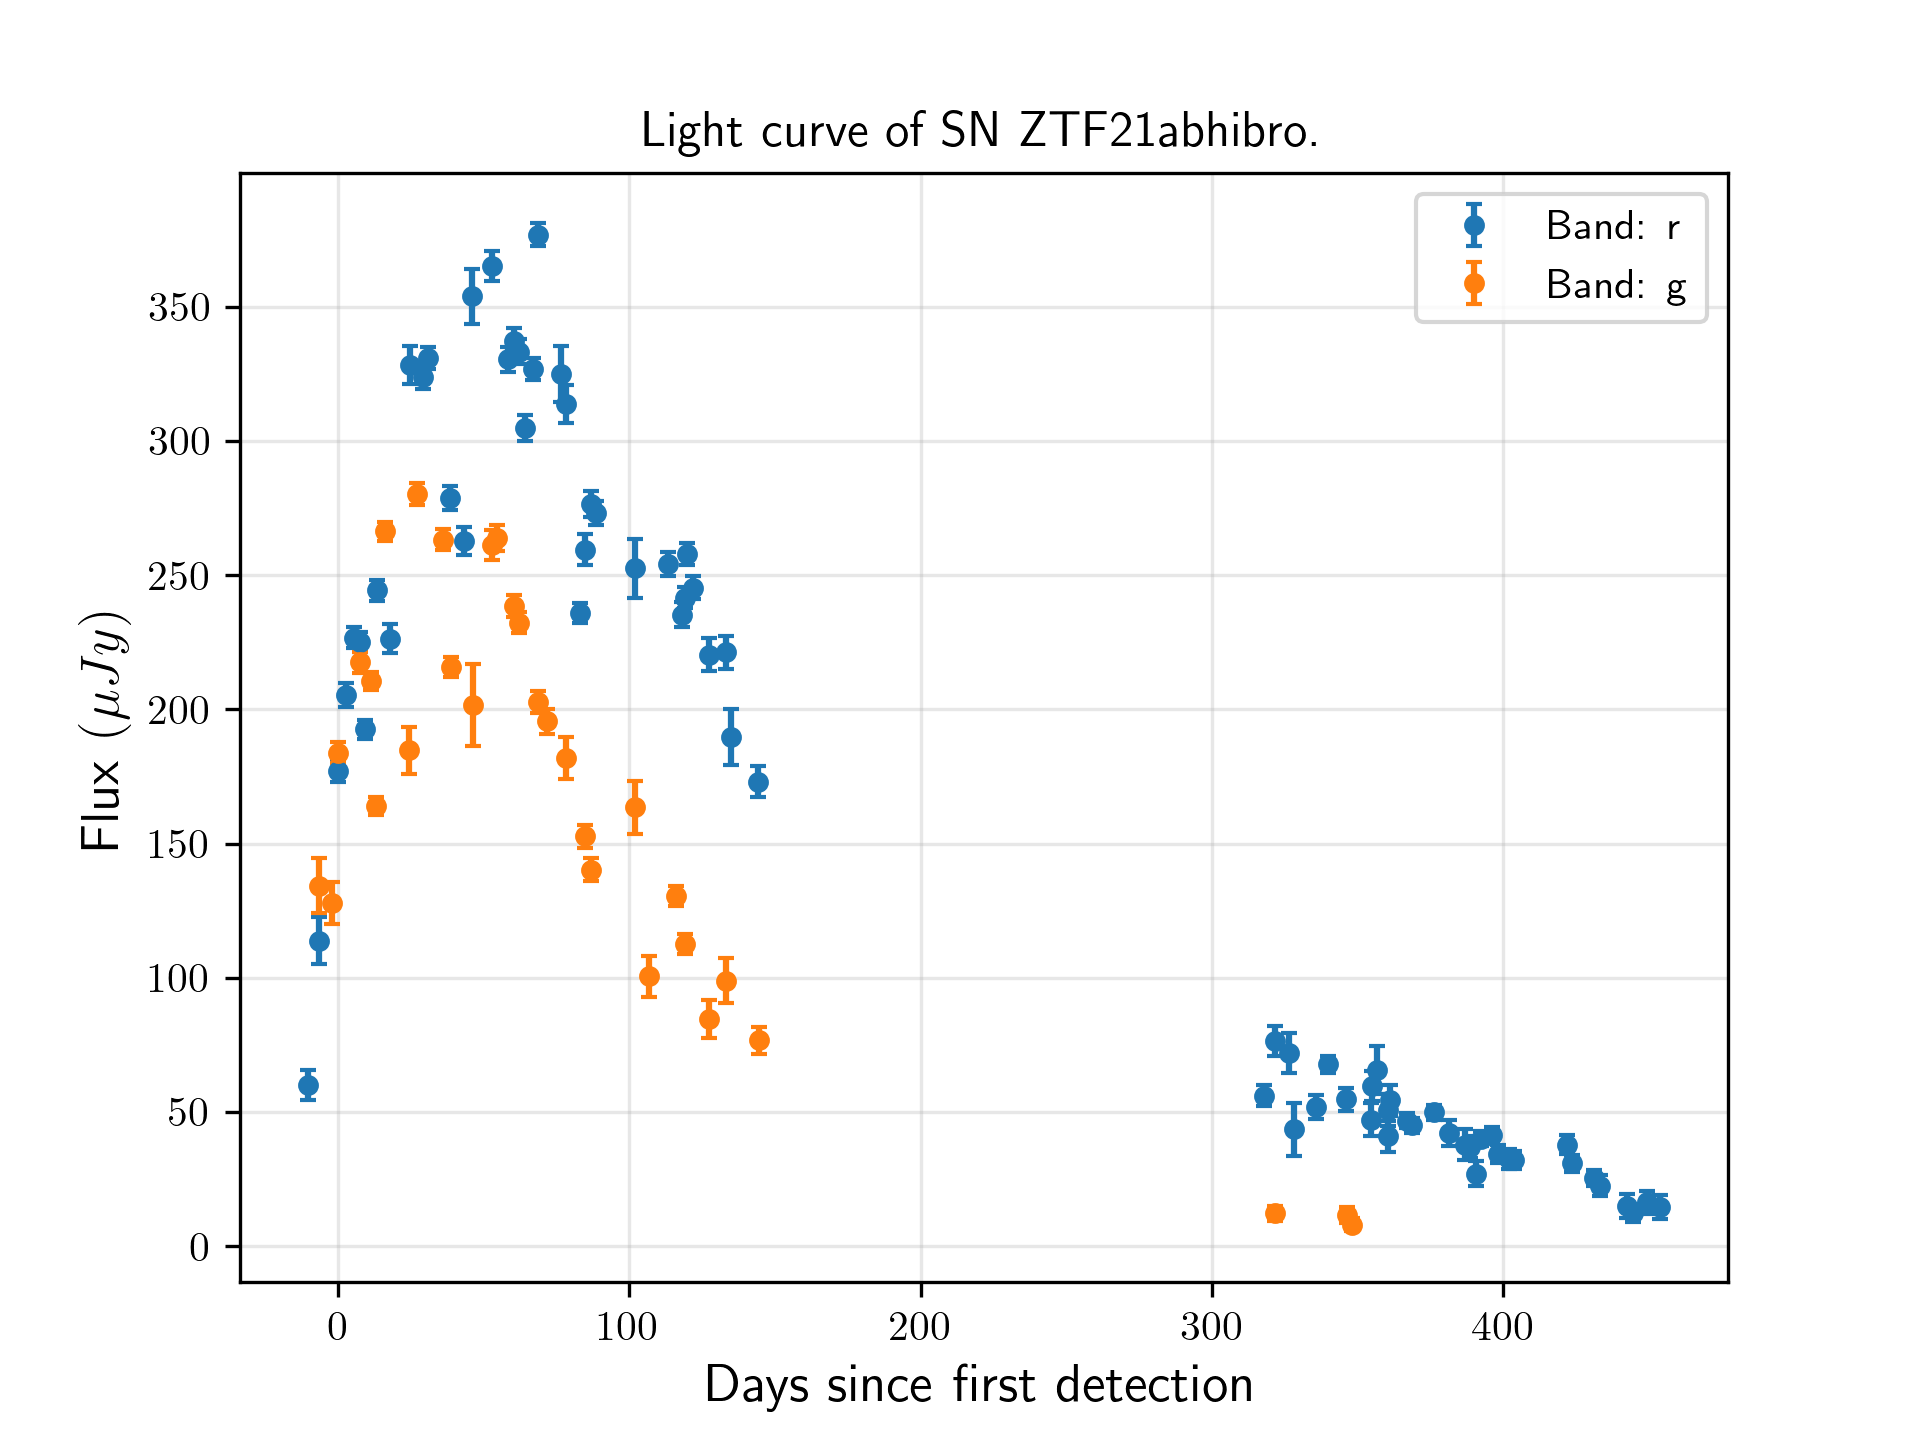 Light curve of SN ZTF21abhibro.
Band: r
Band: g
Flux (μJy)
350
300
250
200
150
100
50
0
0 100 200 300 400
Days since first detection